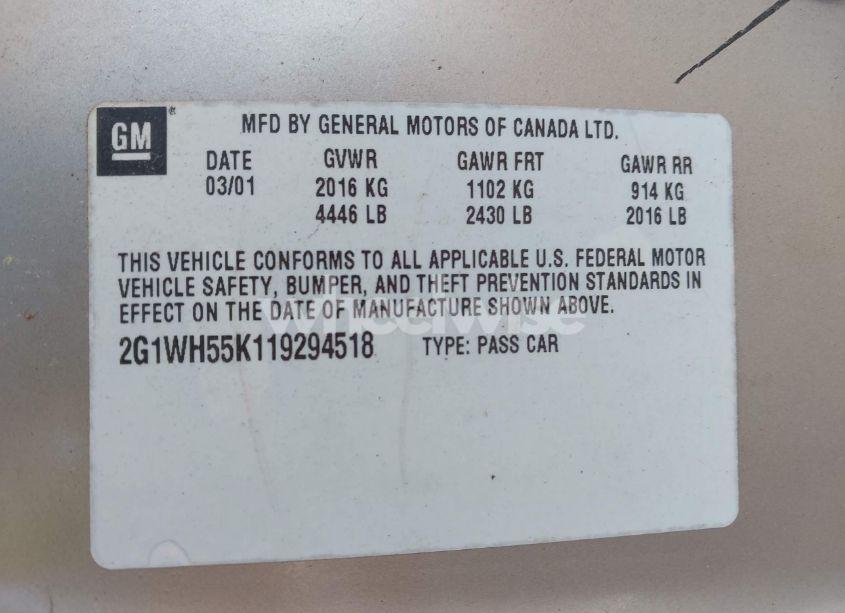 GM
MFD BY GENERAL MOTORS OF CANADA LTD.
DATE GVWR GAWR FRT GAWR RR
03/01 2016 KG 1102 KG 914 KG
4446 LB 2430 LB 2016 LB
THIS VEHICLE CONFORMS TO ALL APPLICABLE U.S. FEDERAL MOTOR
VEHICLE SAFETY, BUMPER, AND THEFT PREVENTION STANDARDS IN
EFFECT ON THE DATE OF MANUFACTURE SHOWN ABOVE.
wheelwise
2G1WH55K119294518 TYPE: PASS CAR